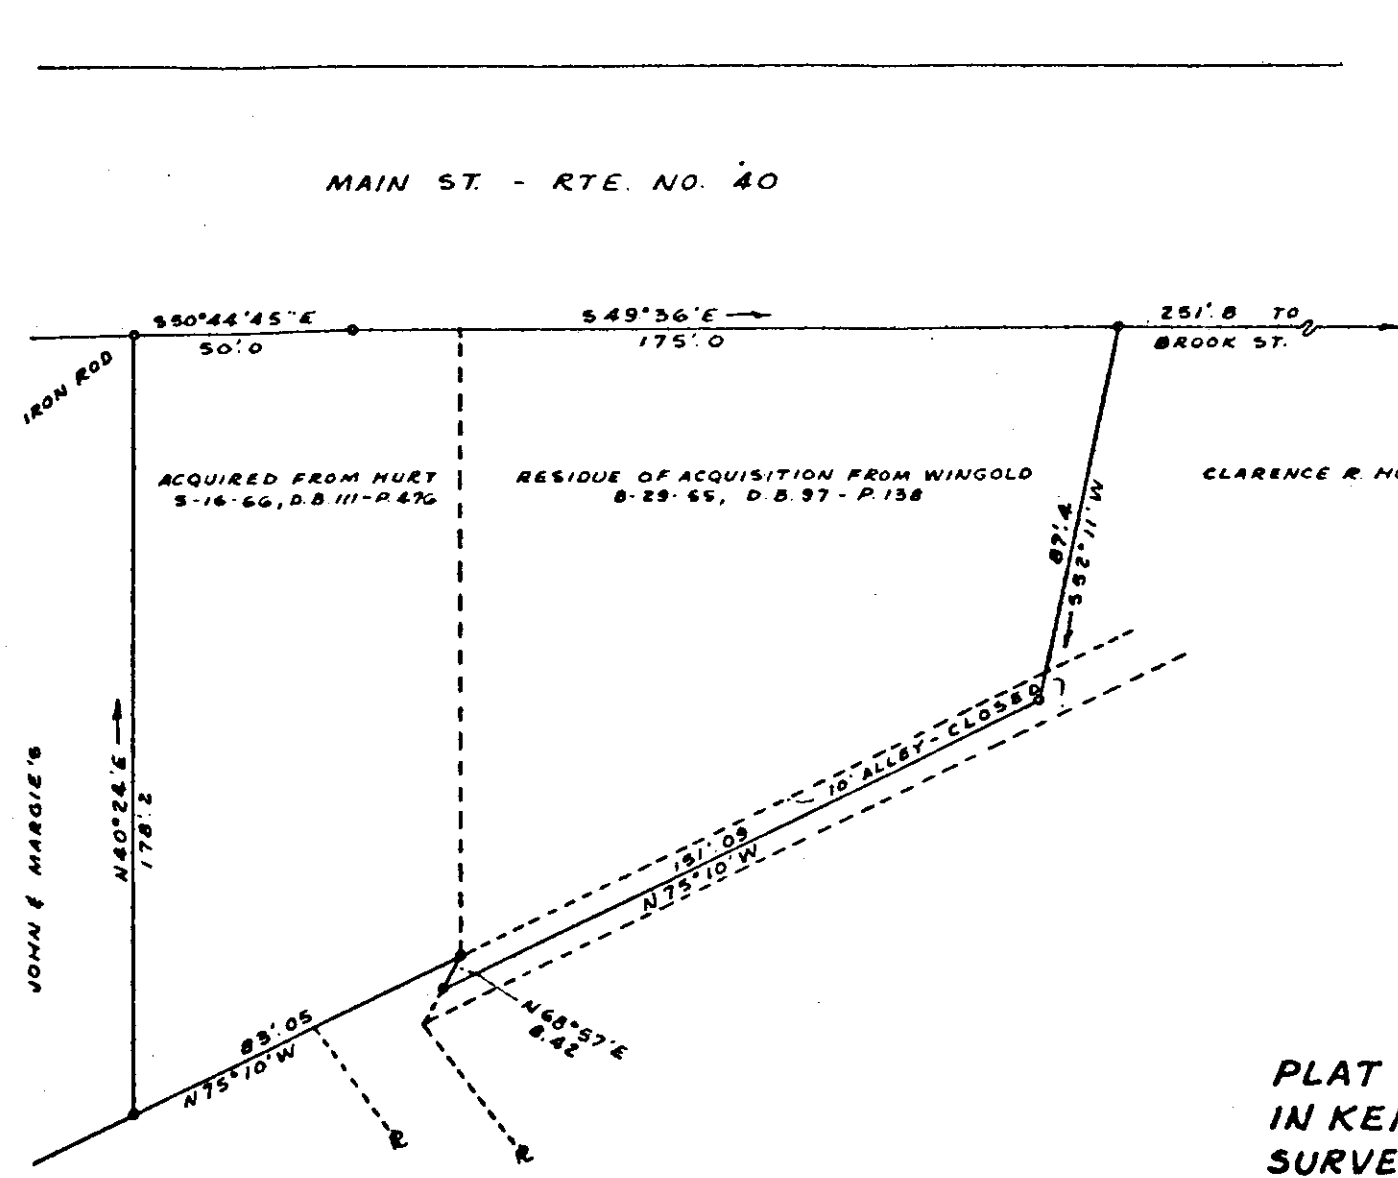 MAIN ST. - RTE. NO. 40
S50°44'45"E
50'.0
S49°36'E
175'.0
251'.8 TO
BROOK ST.
IRON ROD
ACQUIRED FROM HURT
5-16-66, D.B.111-P.476
RESIDUE OF ACQUISITION FROM WINGOLD
8-29-55, D.B.97-P.138
CLARENCE R.
87'.4
S52°11'W
N40°24'E
178'.2
JOHN & MARGIE'S
10' ALLEY-CLOSED
151'.09
N75°10'W
83'.05
N75°10'W
N68°57'E
8.42
R
R
PLAT
IN KEN
SURVE